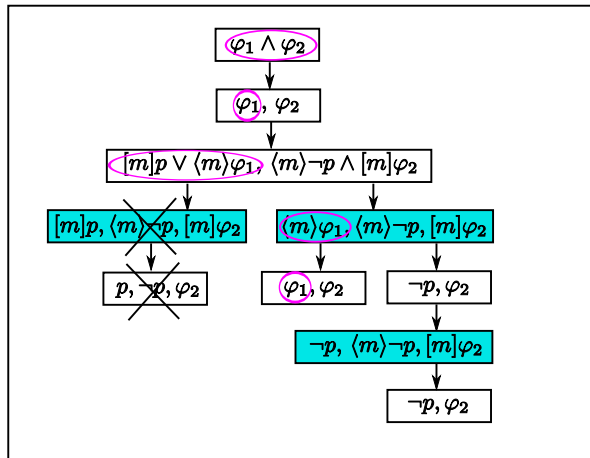 φ₁ ∧ φ₂
φ₁, φ₂
[m]p ∨ ⟨m⟩φ₁, ⟨m⟩¬p ∧ [m]φ₂
[m]p, ⟨m⟩¬p, [m]φ₂
⟨m⟩φ₁, ⟨m⟩¬p, [m]φ₂
p, ¬p, φ₂
φ₁, φ₂
¬p, φ₂
¬p, ⟨m⟩¬p, [m]φ₂
¬p, φ₂